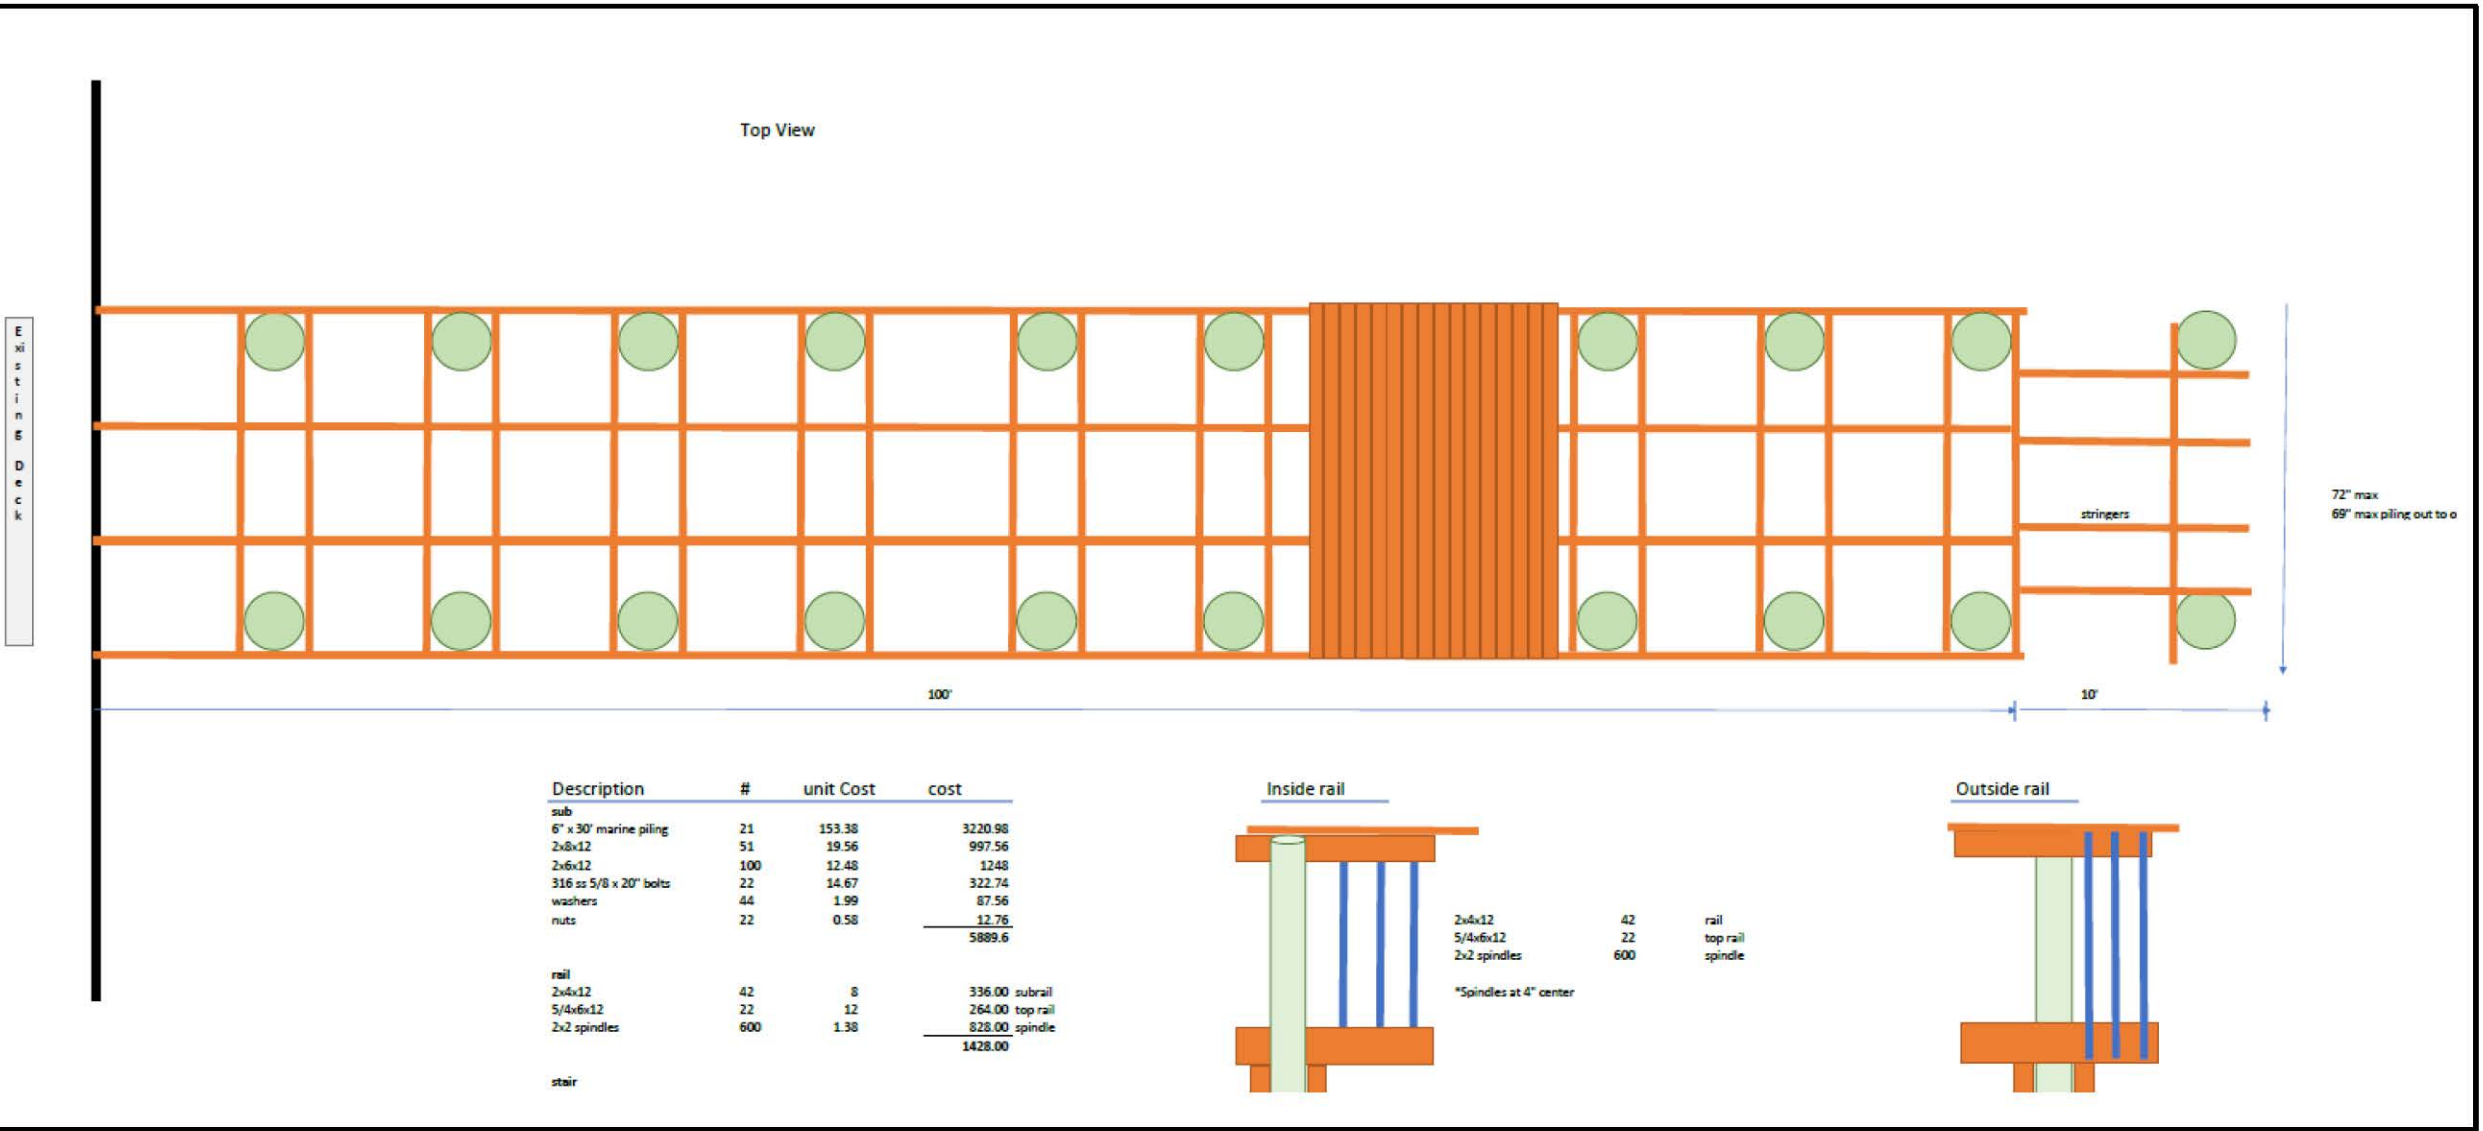 Top View
Existing Deck
stringers
72" max
69" max piling out to o
100'
10'
Description # unit Cost cost
sub
6" x 30' marine piling 21 153.38 3220.98
2x8x12 51 19.56 997.56
2x6x12 100 12.48 1248
316 ss 5/8 x 20" bolts 22 14.67 322.74
washers 44 1.99 87.56
nuts 22 0.58 12.76
5889.6
rail
2x4x12 42 8 336.00 subrail
5/4x6x12 22 12 264.00 top rail
2x2 spindles 600 1.38 828.00 spindle
1428.00
stair
Inside rail
2x4x12 42 rail
5/4x6x12 22 top rail
2x2 spindles 600 spindle
*Spindles at 4" center
Outside rail